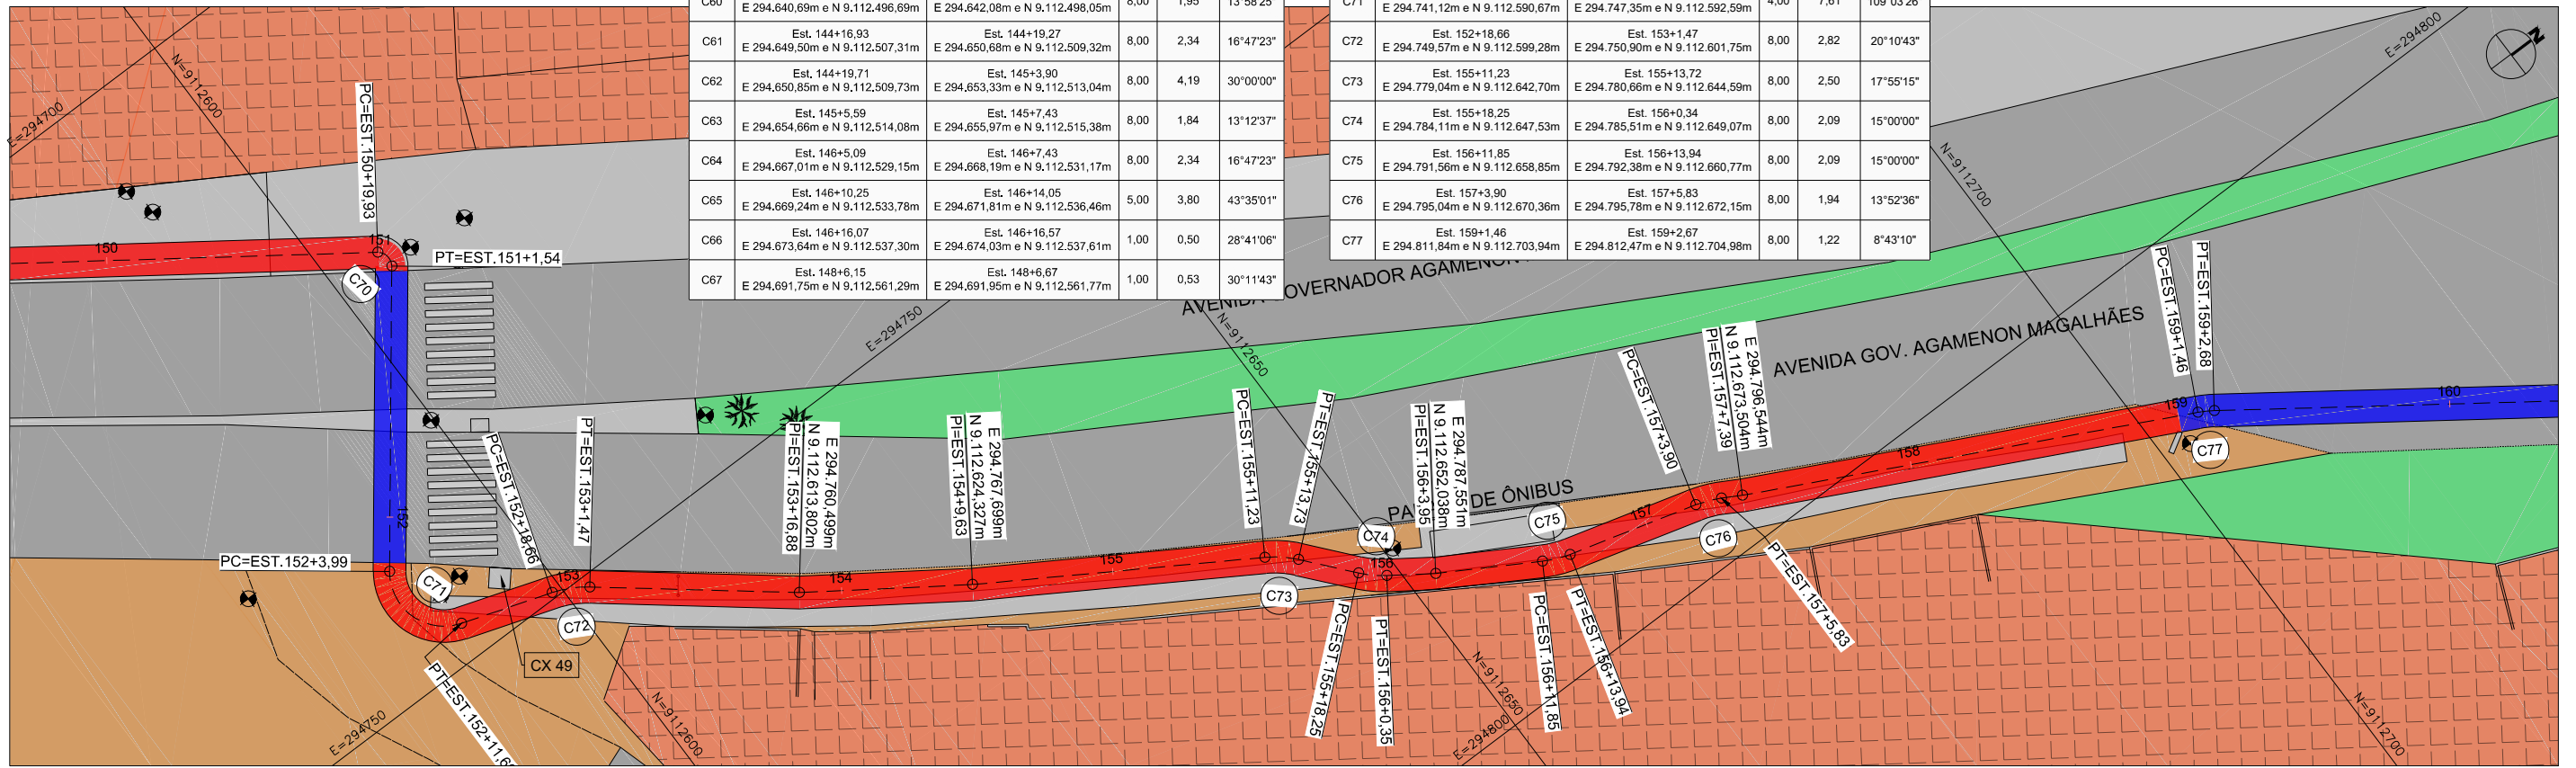 C60
E 294.640,69m e N 9.112.496,69m
E 294.642,08m e N 9.112.498,05m
8,00
1,95
13°58'25"
C61
Est. 144+16,93
E 294.649,50m e N 9.112.507,31m
Est. 144+19,27
E 294.650,68m e N 9.112.509,32m
8,00
2,34
16°47'23"
C62
Est. 144+19,71
E 294.650,85m e N 9.112.509,73m
Est. 145+3,90
E 294.653,33m e N 9.112.513,04m
8,00
4,19
30°00'00"
C63
Est. 145+5,59
E 294.654,66m e N 9.112.514,08m
Est. 145+7,43
E 294.655,97m e N 9.112.515,38m
8,00
1,84
13°12'37"
C64
Est. 146+5,09
E 294.667,01m e N 9.112.529,15m
Est. 146+7,43
E 294.668,19m e N 9.112.531,17m
8,00
2,34
16°47'23"
C65
Est. 146+10,25
E 294.669,24m e N 9.112.533,78m
Est. 146+14,05
E 294.671,81m e N 9.112.536,46m
5,00
3,80
43°35'01"
C66
Est. 146+16,07
E 294.673,64m e N 9.112.537,30m
Est. 146+16,57
E 294.674,03m e N 9.112.537,61m
1,00
0,50
28°41'06"
C67
Est. 148+6,15
E 294.691,75m e N 9.112.561,29m
Est. 148+6,67
E 294.691,95m e N 9.112.561,77m
1,00
0,53
30°11'43"
C71
E 294.741,12m e N 9.112.590,67m
E 294.747,35m e N 9.112.592,59m
4,00
7,61
109°03'26"
C72
Est. 152+18,66
E 294.749,57m e N 9.112.599,28m
Est. 153+1,47
E 294.750,90m e N 9.112.601,75m
8,00
2,82
20°10'43"
C73
Est. 155+11,23
E 294.779,04m e N 9.112.642,70m
Est. 155+13,72
E 294.780,66m e N 9.112.644,59m
8,00
2,50
17°55'15"
C74
Est. 155+18,25
E 294.784,11m e N 9.112.647,53m
Est. 156+0,34
E 294.785,51m e N 9.112.649,07m
8,00
2,09
15°00'00"
C75
Est. 156+11,85
E 294.791,56m e N 9.112.658,85m
Est. 156+13,94
E 294.792,38m e N 9.112.660,77m
8,00
2,09
15°00'00"
C76
Est. 157+3,90
E 294.795,04m e N 9.112.670,36m
Est. 157+5,83
E 294.795,78m e N 9.112.672,15m
8,00
1,94
13°52'36"
C77
Est. 159+1,46
E 294.811,84m e N 9.112.703,94m
Est. 159+2,67
E 294.812,47m e N 9.112.704,98m
8,00
1,22
8°43'10"
E=294700
N=9112600
PC=EST.150+19,93
150
151
C70
PT=EST.151+1,54
152
PC=EST.152+3,99
C71
PT=EST.152+11,6
PC=EST.152+18,66
CX 49
153
C72
PT=EST.153+1,47
E=294750
N=9112600
E=294750
PI=EST.153+16,88
N 9.112.613,802m
E 294.760,499m
154
PI=EST.154+9,63
N 9.112.624,327m
E 294.767,699m
155
PC=EST.155+11,23
C73
PT=EST.155+13,73
AVENIDA GOVERNADOR AGAMENON
N=9112650
C74
156
PC=EST.155+18,25
PT=EST.156+0,35
PI=EST.156+3,95
N 9.112.652,038m
E 294.787,551m
PA DE ÔNIBUS
N=9112650
E=294800
C75
PC=EST.156+11,85
PT=EST.156+13,94
157
PC=EST.157+3,90
C76
PT=EST.157+5,83
PI=EST.157+7,39
N 9.112.673,504m
E 294.796,544m
158
AVENIDA GOV. AGAMENON MAGALHÃES
N=9112700
PC=EST.159+1,46
PT=EST.159+2,68
159
C77
160
N=9112700
E=294800
N